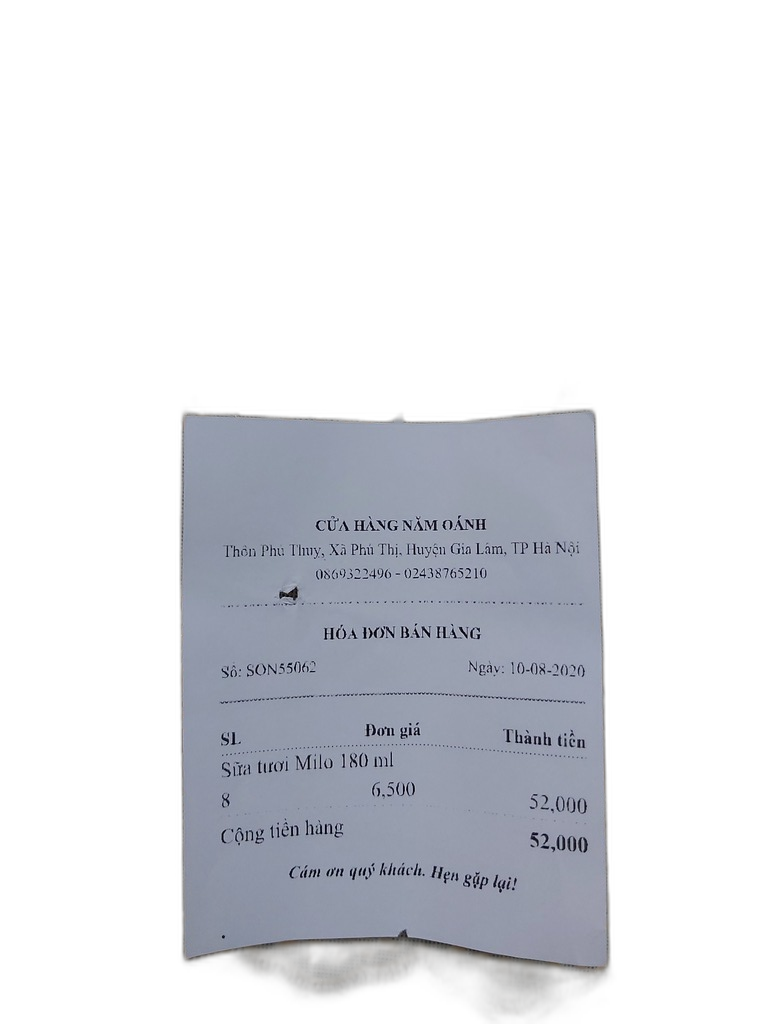 CỬA HÀNG NĂM OÁNH
Thôn Phú Thụy, Xã Phú Thị, Huyện Gia Lâm, TP Hà Nội
0869322496 - 02438765210
HÓA ĐƠN BÁN HÀNG
Số: SON55062 Ngày: 10-08-2020
SL Đơn giá Thành tiền
Sữa tươi Milo 180 ml
8 6,500 52,000
Cộng tiền hàng 52,000
Cám ơn quý khách. Hẹn gặp lại!